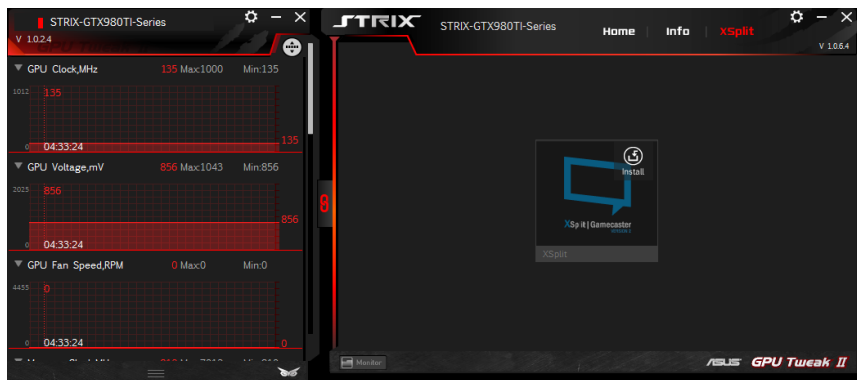 STRIX-GTX980TI-Series
V 1.0.2.4
GPU Clock,MHz 135 Max:1000 Min:135
1012 135
135
0 04:33:24
GPU Voltage,mV 856 Max:1043 Min:856
2025 856
856
0 04:33:24
GPU Fan Speed,RPM 0 Max:0 Min:0
4455 0
0
0 04:33:24
STRIX STRIX-GTX980TI-Series Home Info XSplit
V 1.0.6.4
Install
XSplit | Gamecaster
XSplit
Monitor
ASUS GPU Tweak II